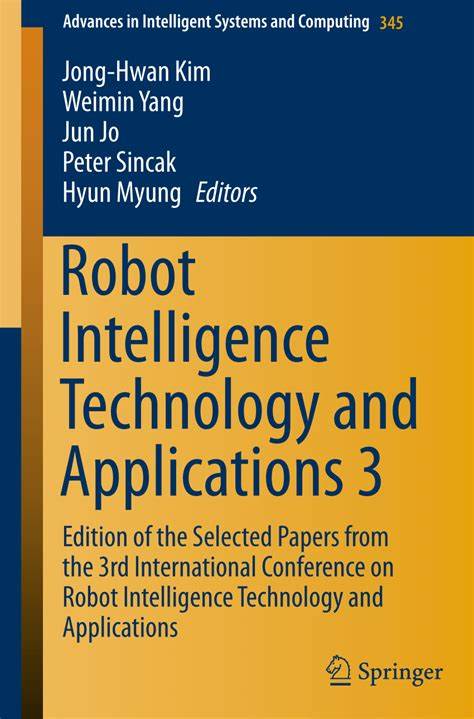 Advances in Intelligent Systems and Computing 345
Jong-Hwan Kim
Weimin Yang
Jun Jo
Peter Sincak
Hyun Myung Editors
Robot
Intelligence
Technology and
Applications 3
Edition of the Selected Papers from
the 3rd International Conference on
Robot Intelligence Technology and
Applications
Springer